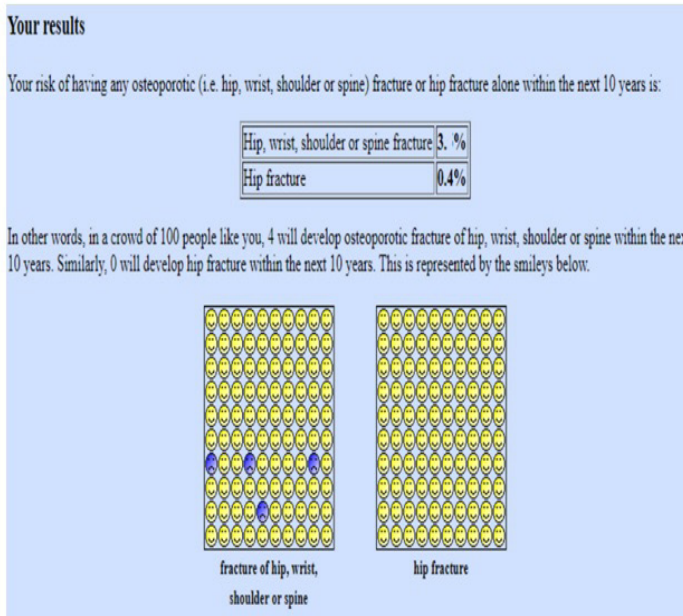 Your results
Your risk of having any osteoporotic (i.e. hip, wrist, shoulder or spine) fracture or hip fracture alone within the next 10 years is:
Hip, wrist, shoulder or spine fracture 3. %
Hip fracture 0.4%
In other words, in a crowd of 100 people like you, 4 will develop osteoporotic fracture of hip, wrist, shoulder or spine within the
10 years. Similarly, 0 will develop hip fracture within the next 10 years. This is represented by the smileys below.
fracture of hip, wrist,
shoulder or spine
hip fracture